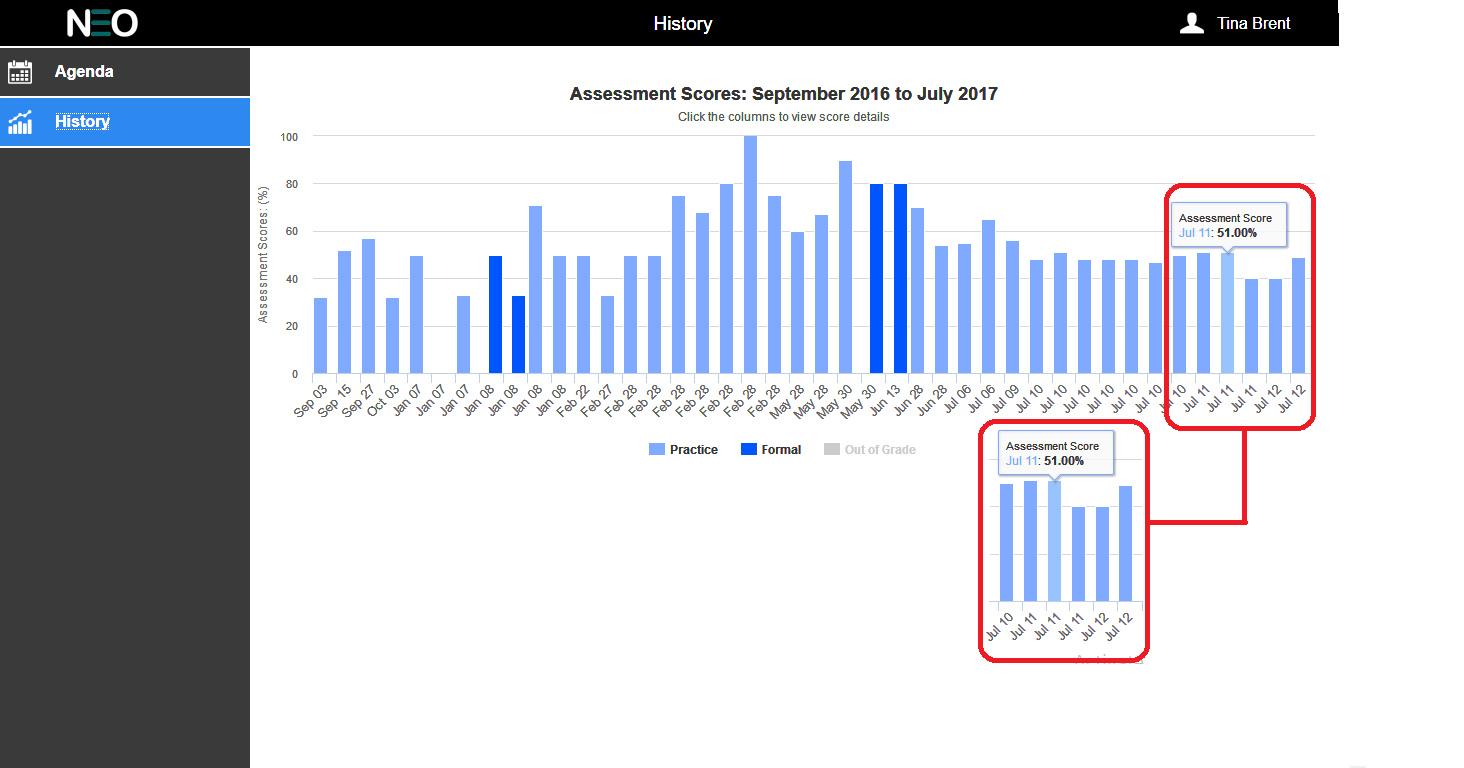 NEO
History
Tina Brent
Agenda
History
Assessment Scores: September 2016 to July 2017
Click the columns to view score details
Assessment Scores: (%)
100
80
60
40
20
0
Assessment Score
Jul 11: 51.00%
Sep 03
Sep 15
Sep 27
Oct 03
Jan 07
Jan 07
Jan 07
Jan 08
Jan 08
Jan 08
Jan 08
Feb 22
Feb 27
Feb 28
Feb 28
Feb 28
Feb 28
Feb 28
Feb 28
Feb 28
May 28
May 28
May 30
May 30
Jun 13
Jun 28
Jun 28
Jul 06
Jul 06
Jul 09
Jul 10
Jul 10
Jul 10
Jul 10
Jul 10
Jul 10
Jul 10
Jul 11
Jul 11
Jul 11
Jul 12
Jul 12
Practice
Formal
Out of Grade
Assessment Score
Jul 11: 51.00%
Jul 10
Jul 11
Jul 11
Jul 11
Jul 12
Jul 12